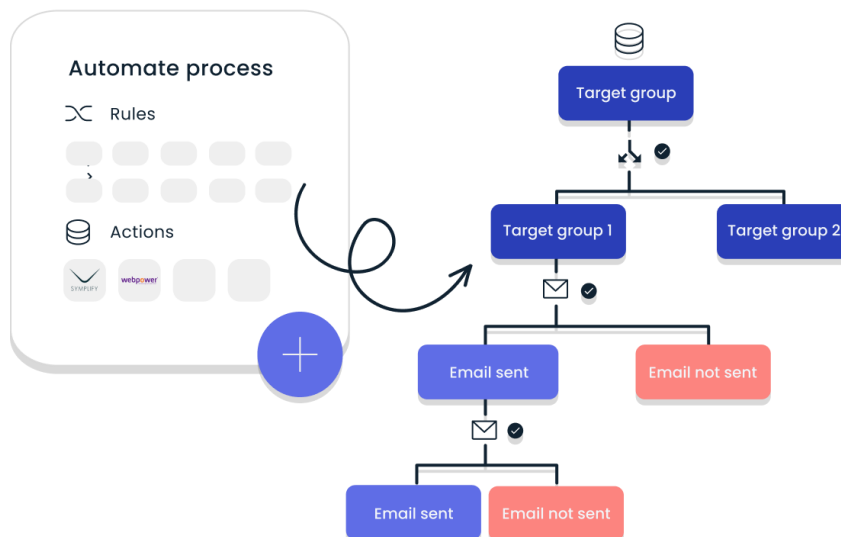 Automate process
Rules
Actions
SYMPLIFY
webpower
Target group
Target group 1
Target group 2
Email sent
Email not sent
Email sent
Email not sent